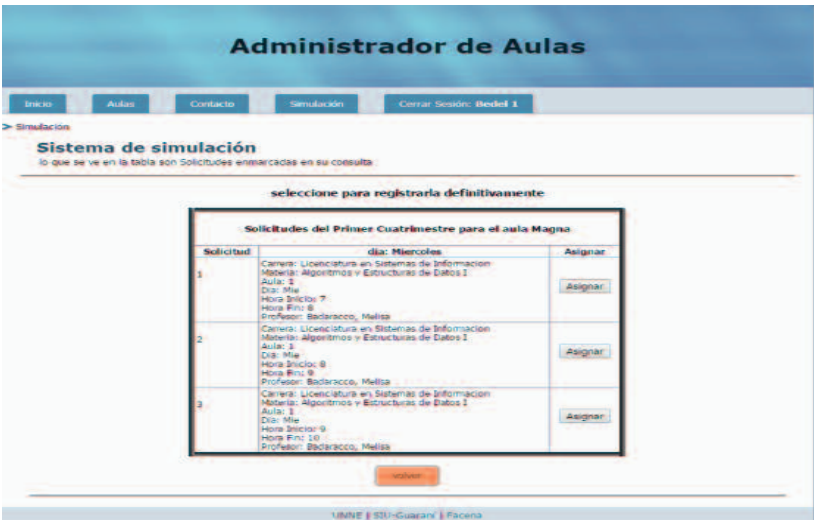 Administrador de Aulas
Inicio Aulas Contacto Simulación Cerrar Sesión: Bedel 1
> Simulación
Sistema de simulación
lo que se ve en la tabla son Solicitudes enmarcadas en su consulta
seleccione para registrarla definitivamente
Solicitudes del Primer Cuatrimestre para el aula Magna
Solicitud dia: Miercoles Asignar
1
Carrera: Licenciatura en Sistemas de Informacion
Materia: Algoritmos y Estructuras de Datos I
Aula: 1
Dia: Mie
Hora Inicio: 7
Hora Fin: 8
Profesor: Badaracco, Melisa
Asignar
2
Carrera: Licenciatura en Sistemas de Informacion
Materia: Algoritmos y Estructuras de Datos I
Aula: 1
Dia: Mie
Hora Inicio: 8
Hora Fin: 9
Profesor: Badaracco, Melisa
Asignar
3
Carrera: Licenciatura en Sistemas de Informacion
Materia: Algoritmos y Estructuras de Datos I
Aula: 1
Dia: Mie
Hora Inicio: 9
Hora Fin: 10
Profesor: Badaracco, Melisa
Asignar
volver
UNNE | SIU-Guarani | Facena